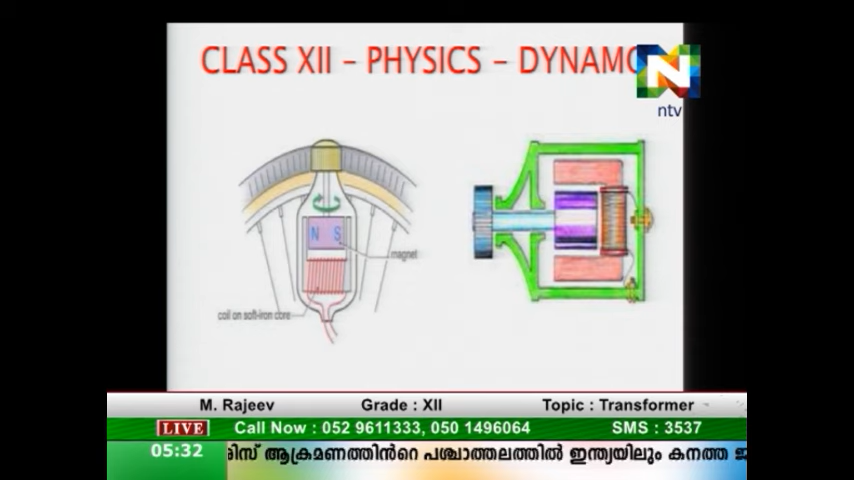 CLASS XII – PHYSICS – DYNAMO
ntv
N S
magnet
coil on soft-iron core
M. Rajeev Grade : XII Topic : Transformer
LIVE Call Now : 052 9611333, 050 1496064 SMS : 3537
05:32 ആക്രമണത്തിൻറെ പശ്ചാത്തലത്തിൽ ഇന്ത്യയിലും കനത്ത